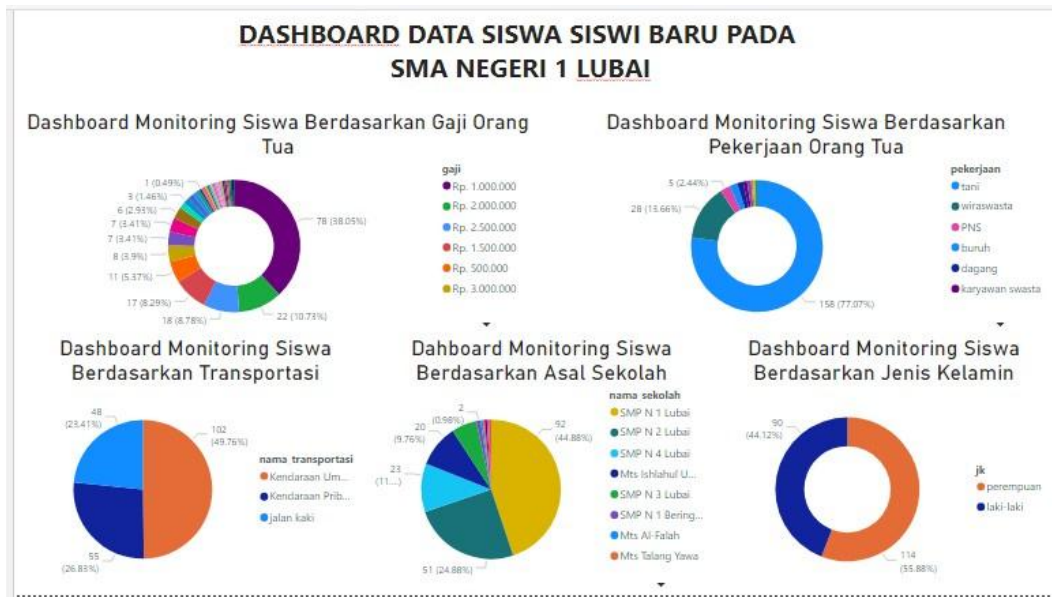 DASHBOARD DATA SISWA SISWI BARU PADA
SMA NEGERI 1 LUBAI
Dashboard Monitoring Siswa Berdasarkan Gaji Orang
Tua
1 (0.49%)
3 (1.46%)
6 (2.93%)
7 (3.41%)
7 (3.41%)
8 (3.9%)
11 (5.37%)
17 (8.29%)
18 (8.78%)
22 (10.73%)
78 (38.05%)
gaji
Rp. 1.000.000
Rp. 2.000.000
Rp. 2.500.000
Rp. 1.500.000
Rp. 500.000
Rp. 3.000.000
Dashboard Monitoring Siswa Berdasarkan
Pekerjaan Orang Tua
5 (2.44%)
28 (13.66%)
158 (77.07%)
pekerjaan
tani
wiraswasta
PNS
buruh
dagang
karyawan swasta
Dashboard Monitoring Siswa
Berdasarkan Transportasi
48
(23.41%)
102
(49.76%)
55
(26.83%)
nama transportasi
Kendaraan Um...
Kendaraan Prib...
jalan kaki
Dahboard Monitoring Siswa
Berdasarkan Asal Sekolah
2
(0.98%)
20
(9.76%)
23
(11...)
51 (24.88%)
92
(44.88%)
nama sekolah
SMP N 1 Lubai
SMP N 2 Lubai
SMP N 4 Lubai
Mts Ishlahul U...
SMP N 3 Lubai
SMP N 1 Bering...
Mts Al-Falah
Mts Talang Yawa
Dashboard Monitoring Siswa
Berdasarkan Jenis Kelamin
90
(44.12%)
114
(55.88%)
jk
perempuan
laki-laki